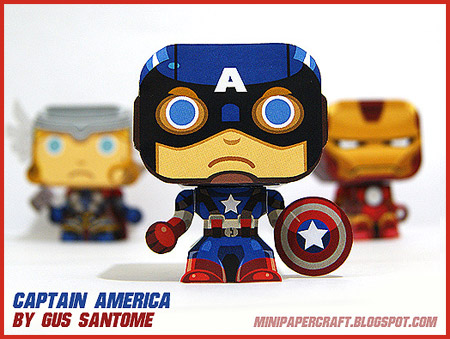 A
CAPTAIN AMERICA
BY GUS SANTOME
MINIPAPERCRAFT.BLOGSPOT.COM